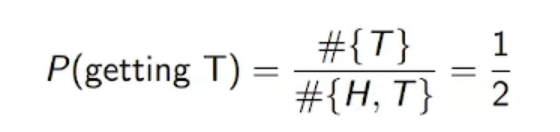 P(getting T) = #{T} / #{H, T} = 1 / 2